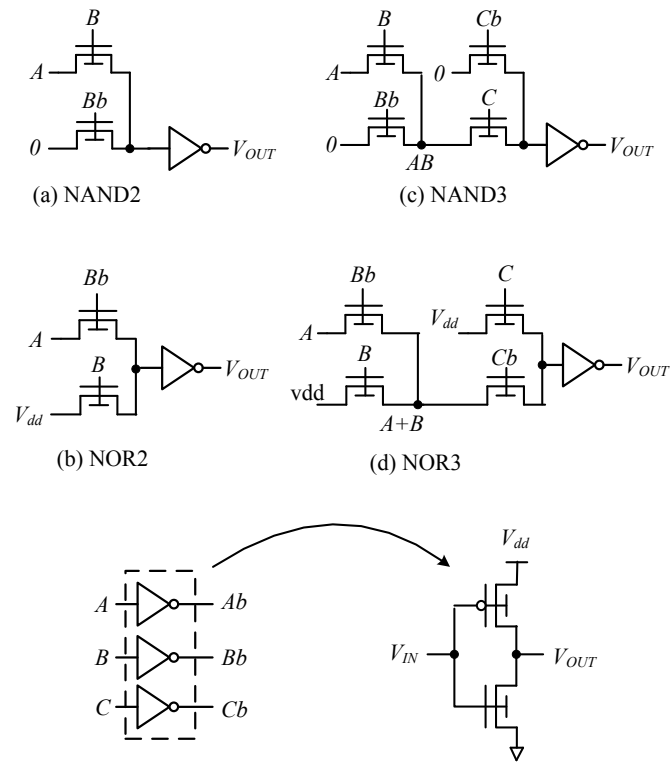 B
A
Bb
0
V_OUT
(a) NAND2
B
Cb
A
0
Bb
C
0
AB
V_OUT
(c) NAND3
Bb
A
B
V_dd
V_OUT
(b) NOR2
Bb
C
A
V_dd
B
Cb
vdd
A+B
V_OUT
(d) NOR3
A Ab
B Bb
C Cb
V_dd
V_IN
V_OUT